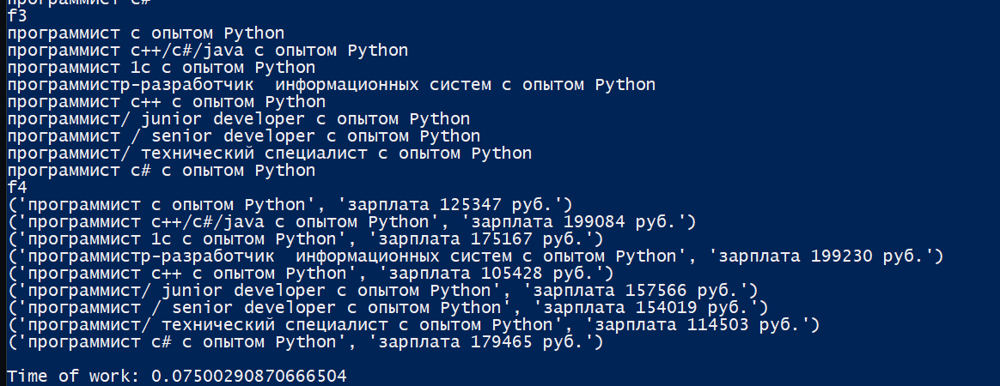 программист c#
f3
программист с опытом Python
программист c++/c#/java с опытом Python
программист 1с с опытом Python
программистр-разработчик  информационных систем с опытом Python
программист c++ с опытом Python
программист/ junior developer с опытом Python
программист / senior developer с опытом Python
программист/ технический специалист с опытом Python
программист c# с опытом Python
f4
('программист с опытом Python', 'зарплата 125347 руб.')
('программист c++/c#/java с опытом Python', 'зарплата 199084 руб.')
('программист 1с с опытом Python', 'зарплата 175167 руб.')
('программистр-разработчик  информационных систем с опытом Python', 'зарплата 199230 руб.')
('программист c++ с опытом Python', 'зарплата 105428 руб.')
('программист/ junior developer с опытом Python', 'зарплата 157566 руб.')
('программист / senior developer с опытом Python', 'зарплата 154019 руб.')
('программист/ технический специалист с опытом Python', 'зарплата 114503 руб.')
('программист c# с опытом Python', 'зарплата 179465 руб.')
Time of work: 0.07500290870666504